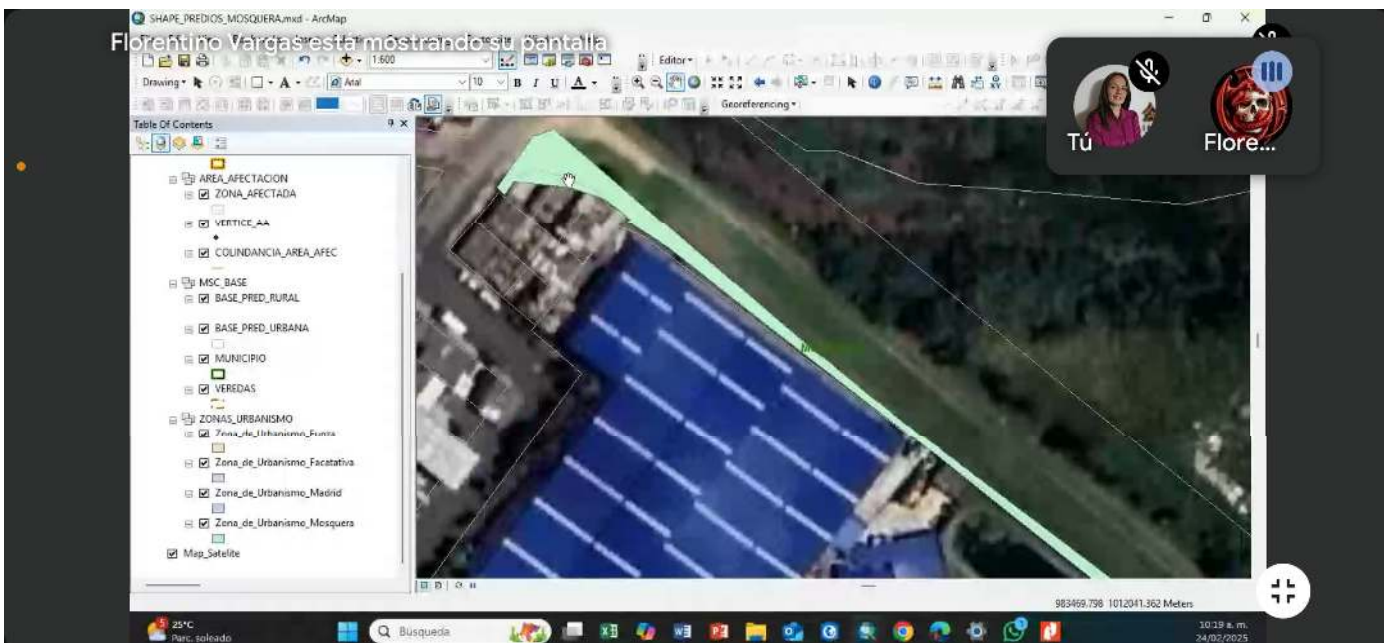 SHAPE_PREDIOS_MOSQUERA.mxd - ArcMap
Florentino Vargas está mostrando su pantalla
1:600
Editor
Drawing
A
Arial
10
B I U A
Georeferencing
Tú
Flore...
Table Of Contents
AREA_AFECTACION
ZONA_AFECTADA
VERTICE_AA
COLINDANCIA_AREA_AFEC
MSC_BASE
BASE_PRED_RURAL
BASE_PRED_URBANA
MUNICIPIO
VEREDAS
ZONAS_URBANISMO
Zona_de_Urbanismo_Funza
Zona_de_Urbanismo_Facatativa
Zona_de_Urbanismo_Madrid
Zona_de_Urbanismo_Mosquera
Map_Satelite
983469.798 1012041.362 Meters
25°C
Parc. soleado
Búsqueda
10:19 a. m.
24/02/2025